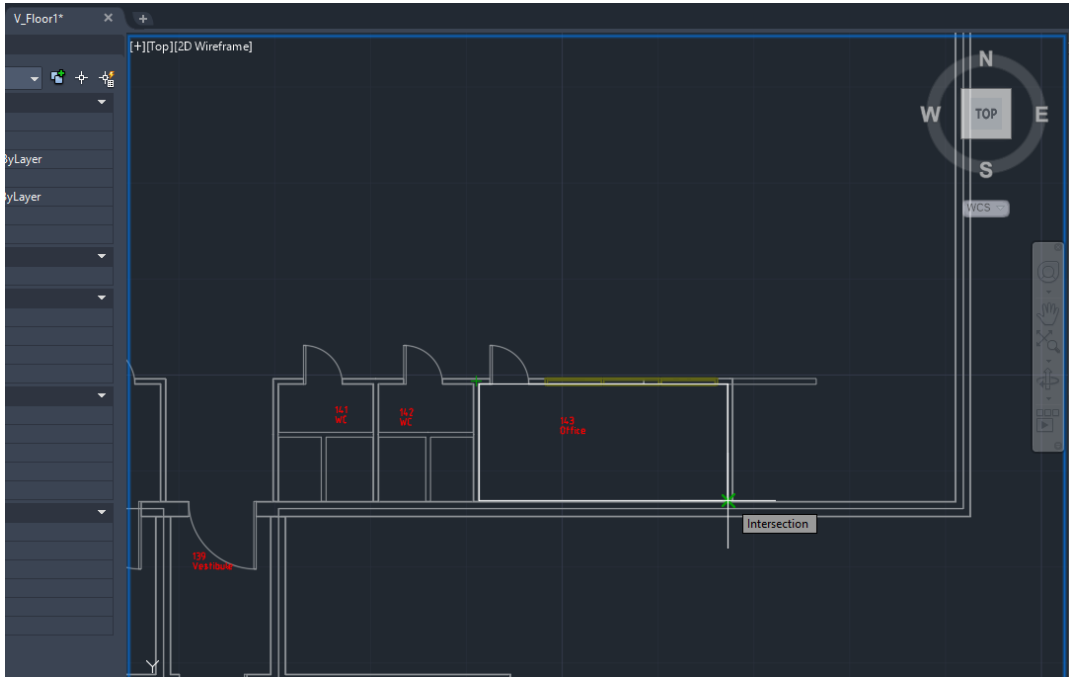 V_Floor1*
[+][Top][2D Wireframe]
N
W
TOP
E
S
WCS
ByLayer
ByLayer
141
WC
142
WC
143
Office
Intersection
139
Vestibule
Y